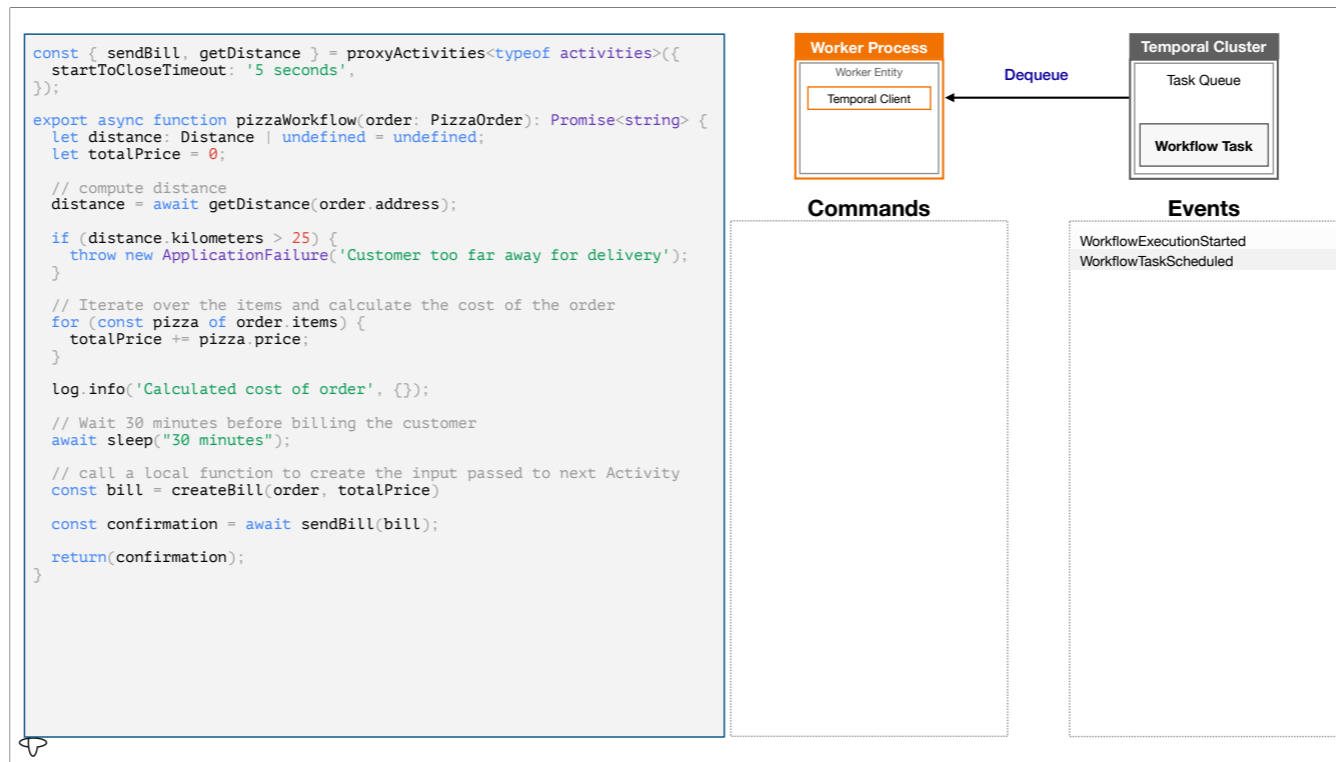 const { sendBill, getDistance } = proxyActivities<typeof activities>({
  startToCloseTimeout: '5 seconds',
});
export async function pizzaWorkflow(order: PizzaOrder): Promise<string> {
  let distance: Distance | undefined = undefined;
  let totalPrice = 0;
  // compute distance
  distance = await getDistance(order.address);
  if (distance.kilometers > 25) {
    throw new ApplicationFailure('Customer too far away for delivery');
  }
  // Iterate over the items and calculate the cost of the order
  for (const pizza of order.items) {
    totalPrice += pizza.price;
  }
  log.info('Calculated cost of order', {});
  // Wait 30 minutes before billing the customer
  await sleep("30 minutes");
  // call a local function to create the input passed to next Activity
  const bill = createBill(order, totalPrice)
  const confirmation = await sendBill(bill);
  return(confirmation);
}
Worker Process
Worker Entity
Temporal Client
Dequeue
Temporal Cluster
Task Queue
Workflow Task
Commands
Events
WorkflowExecutionStarted
WorkflowTaskScheduled